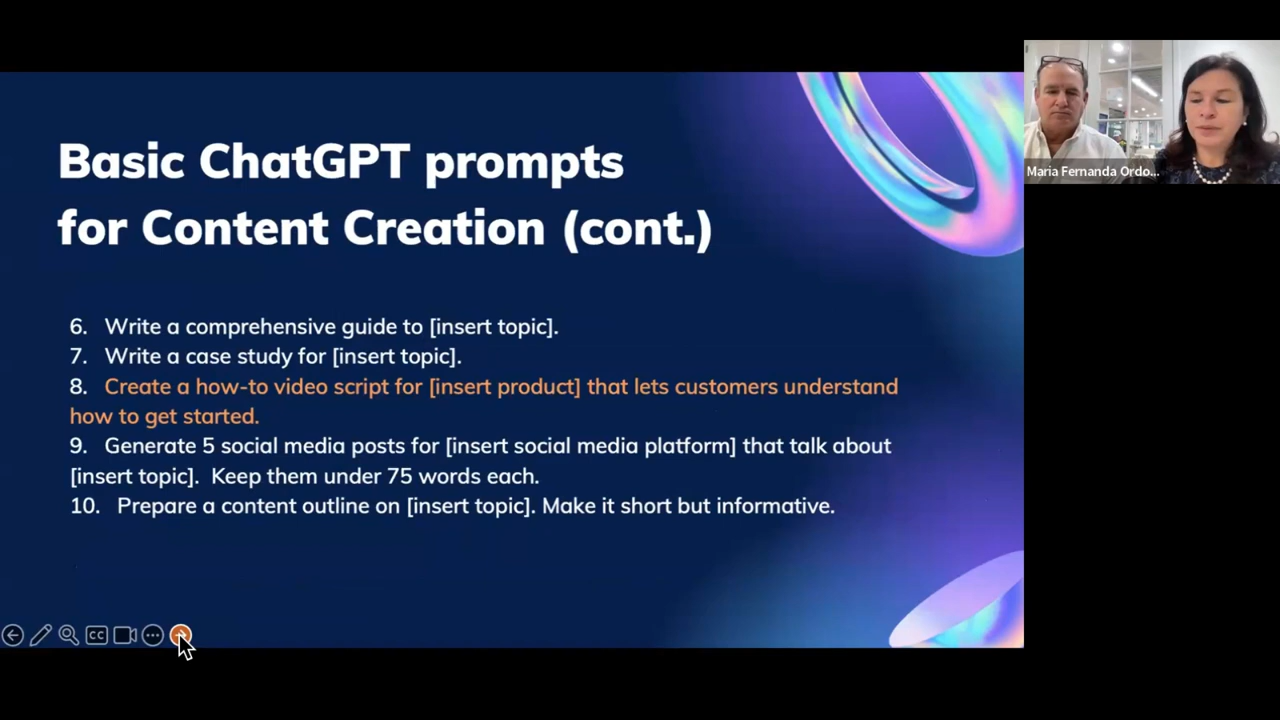 Basic ChatGPT prompts
for Content Creation (cont.)
6. Write a comprehensive guide to [insert topic].
7. Write a case study for [insert topic].
8. Create a how-to video script for [insert product] that lets customers understand
how to get started.
9. Generate 5 social media posts for [insert social media platform] that talk about
[insert topic]. Keep them under 75 words each.
10. Prepare a content outline on [insert topic]. Make it short but informative.
CC
Maria Fernanda Ordo...